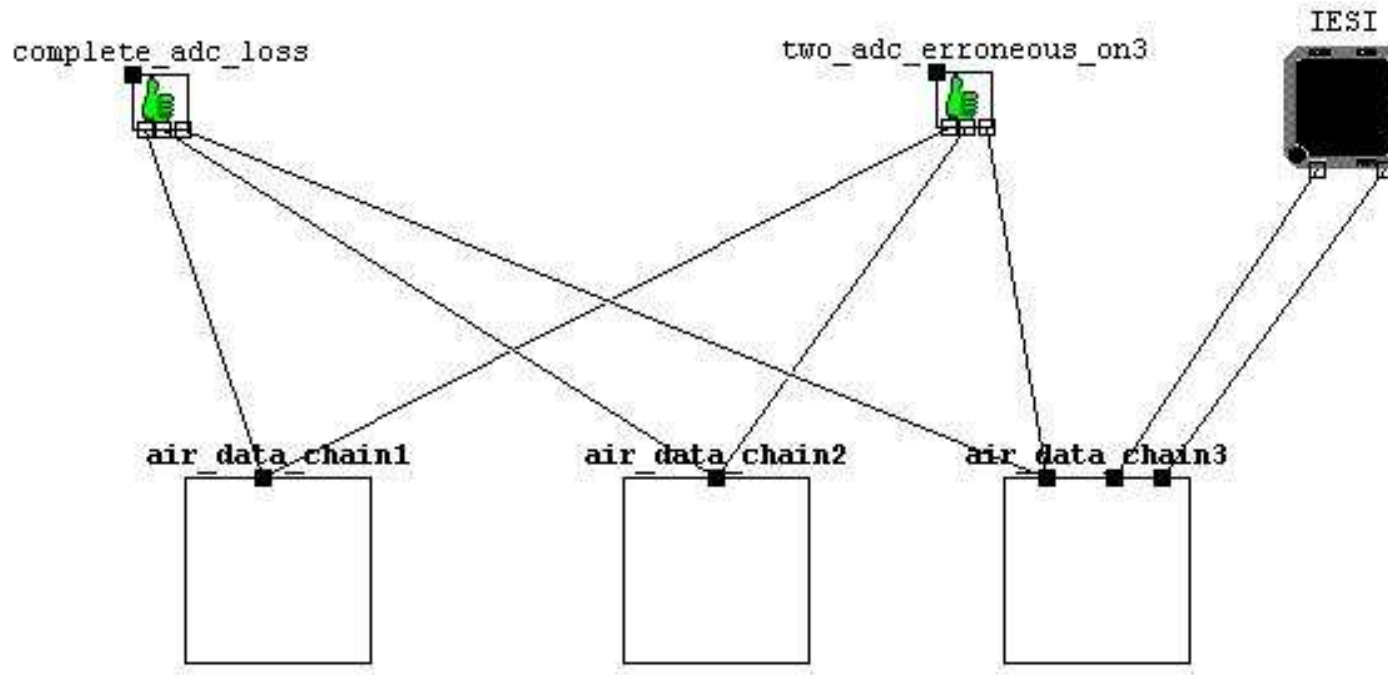 IESI
complete_adc_loss
two_adc_erroneous_on3
air_data_chain1
air_data_chain2
air_data_chain3